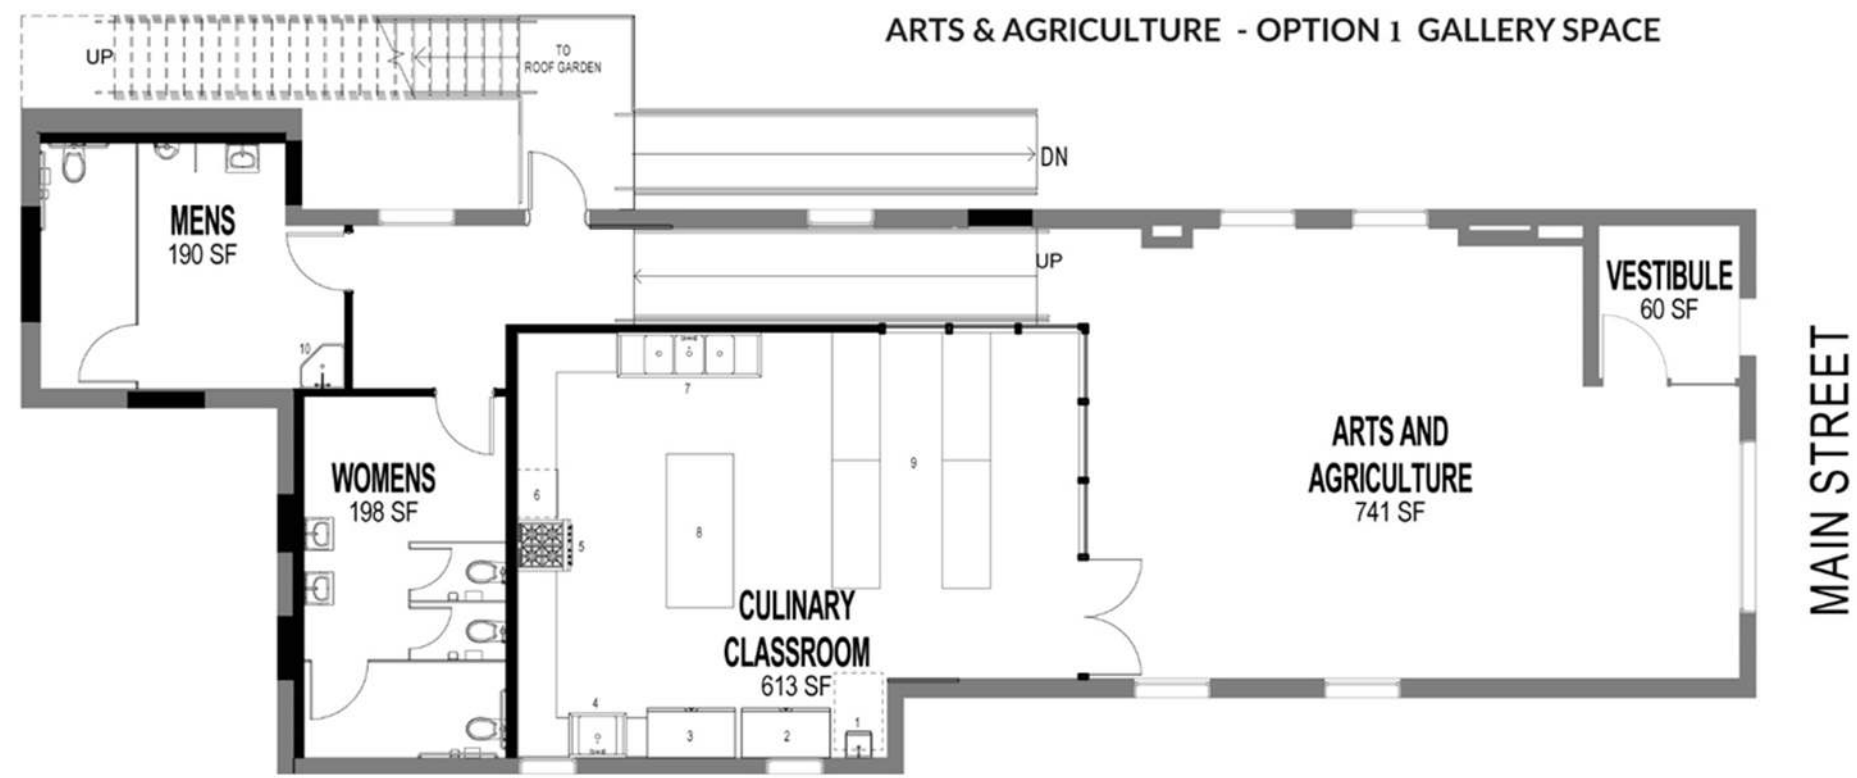 ARTS & AGRICULTURE - OPTION 1 GALLERY SPACE
UP
TO
ROOF GARDEN
DN
MENS
190 SF
UP
VESTIBULE
60 SF
10
7
MAIN STREET
ARTS AND
AGRICULTURE
741 SF
WOMENS
198 SF
9
6
8
5
CULINARY
CLASSROOM
613 SF
4
3
2
1